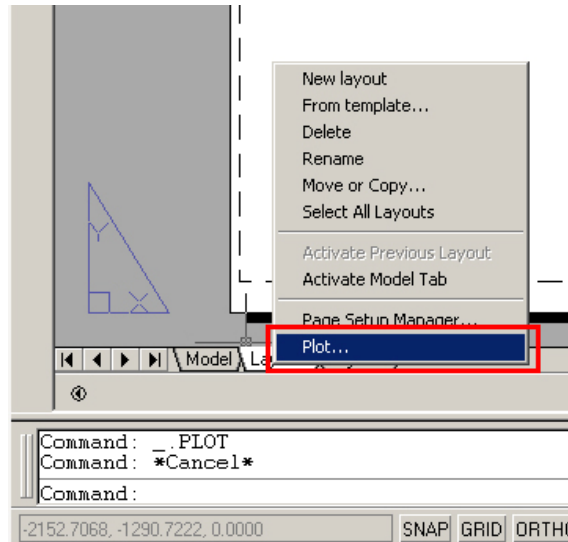 New layout
From template...
Delete
Rename
Move or Copy...
Select All Layouts
Activate Previous Layout
Activate Model Tab
Page Setup Manager...
Plot...
Y
X
Model
Command: _.PLOT
Command: *Cancel*
Command:
-2152.7068, -1290.7222, 0.0000 SNAP GRID ORTHO